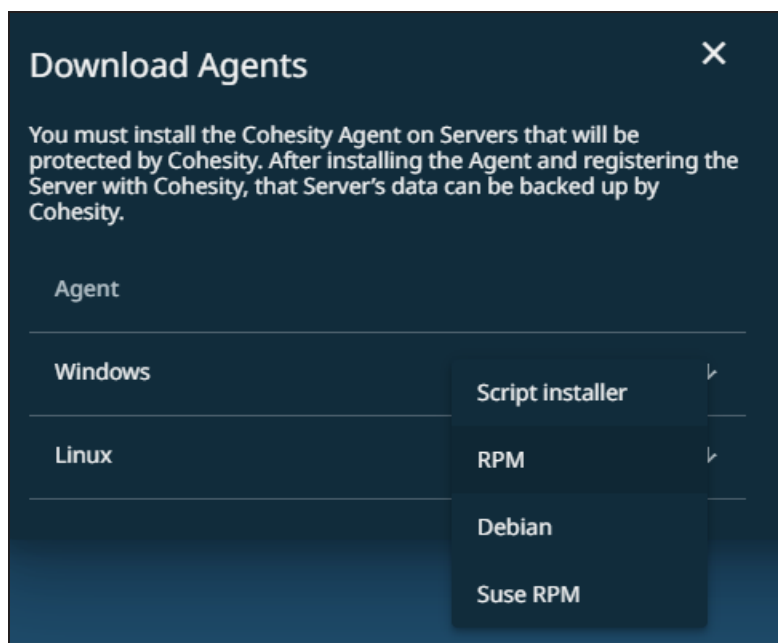 Download Agents
You must install the Cohesity Agent on Servers that will be
protected by Cohesity. After installing the Agent and registering the
Server with Cohesity, that Server's data can be backed up by
Cohesity.
Agent
Windows
Linux
Script installer
RPM
Debian
Suse RPM